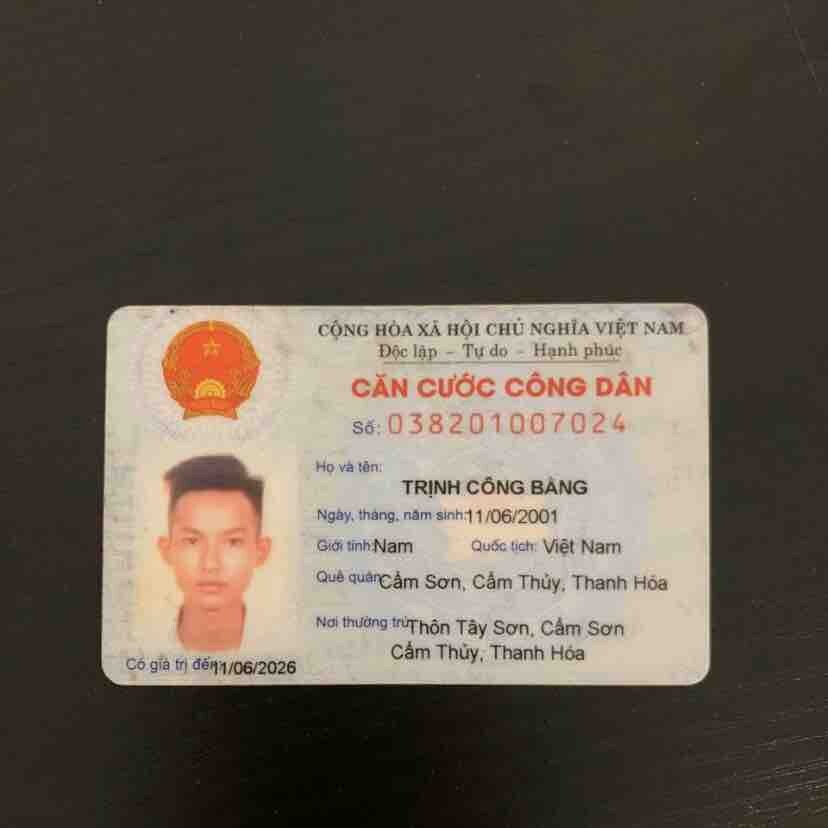 CỘNG HÒA XÃ HỘI CHỦ NGHĨA VIỆT NAM
Độc lập - Tự do - Hạnh phúc
CĂN CƯỚC CÔNG DÂN
Số: 038201007024
Họ và tên:
TRỊNH CÔNG BẰNG
Ngày, tháng, năm sinh: 11/06/2001
Giới tính: Nam Quốc tịch: Việt Nam
Quê quán: Cẩm Sơn, Cẩm Thủy, Thanh Hóa
Nơi thường trú: Thôn Tây Sơn, Cẩm Sơn
Cẩm Thủy, Thanh Hóa
Có giá trị đến: 11/06/2026